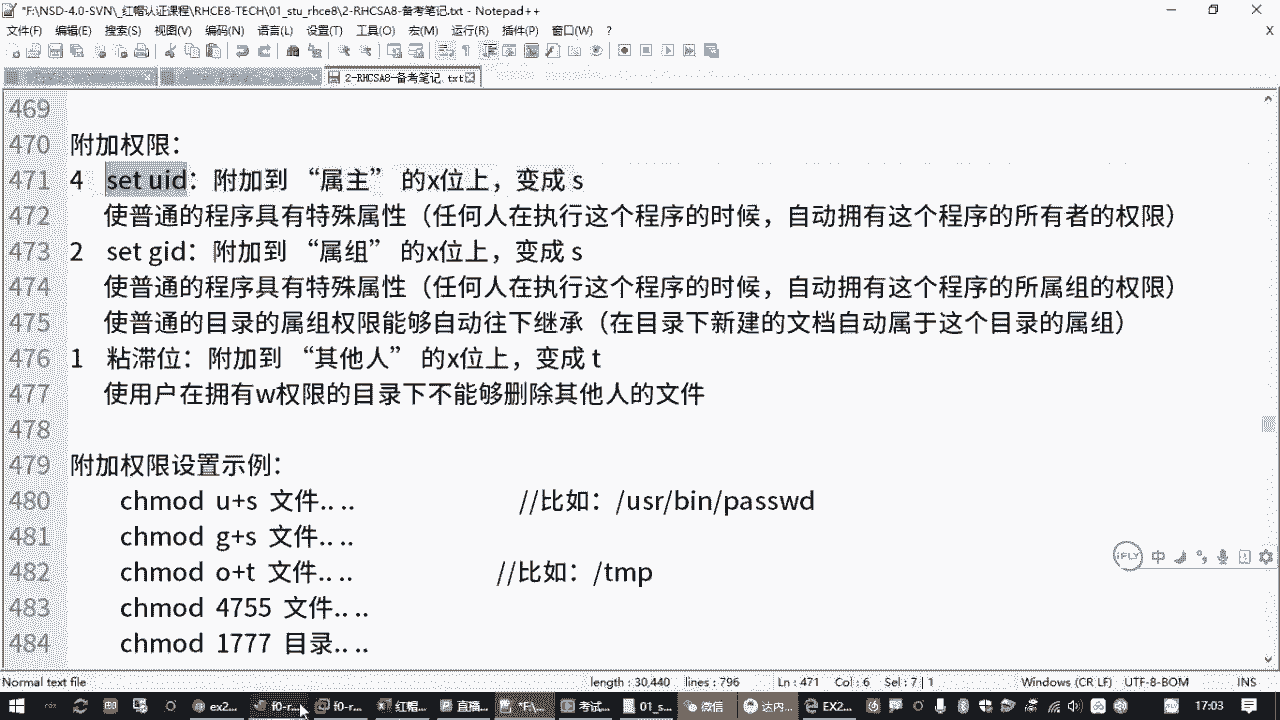 *F:\NSD-4.0-SVN\_红帽认证课程\RHCE8-TECH\01_stu_rhce8\2-RHCSA8-备考笔记.txt - Notepad++
文件(F) 编辑(E) 搜索(S) 视图(V) 编码(N) 语言(L) 设置(T) 工具(O) 宏(M) 运行(R) 插件(P) 窗口(W) ? X
2-RHCSA8-备考笔记.txt
469
470 附加权限：
471 4 set uid：附加到 “属主” 的x位上，变成 s
472 使普通的程序具有特殊属性（任何人在执行这个程序的时候，自动拥有这个程序的所有者的权限）
473 2 set gid：附加到 “属组” 的x位上，变成 s
474 使普通的程序具有特殊属性（任何人在执行这个程序的时候，自动拥有这个程序的所属组的权限）
475 使普通的目录的属组权限能够自动往下继承（在目录下新建的文档自动属于这个目录的属组）
476 1 粘滞位：附加到 “其他人” 的x位上，变成 t
477 使用户在拥有w权限的目录下不能够删除其他人的文件
478
479 附加权限设置示例：
480 chmod u+s 文件.. .. //比如：/usr/bin/passwd
481 chmod g+s 文件.. ..
482 chmod o+t 文件.. .. //比如：/tmp
483 chmod 4755 文件.. ..
484 chmod 1777 目录.. ..
iFLY 中
Normal text file length : 30,440 lines : 796 Ln : 471 Col : 6 Sel : 7 | 1 Windows (CR LF) UTF-8-BOM INS
ex2... f0-r... f0-r... 红帽... 直播... *F:\... 考试... 01_s... 微信 达内... EX2... 17:03